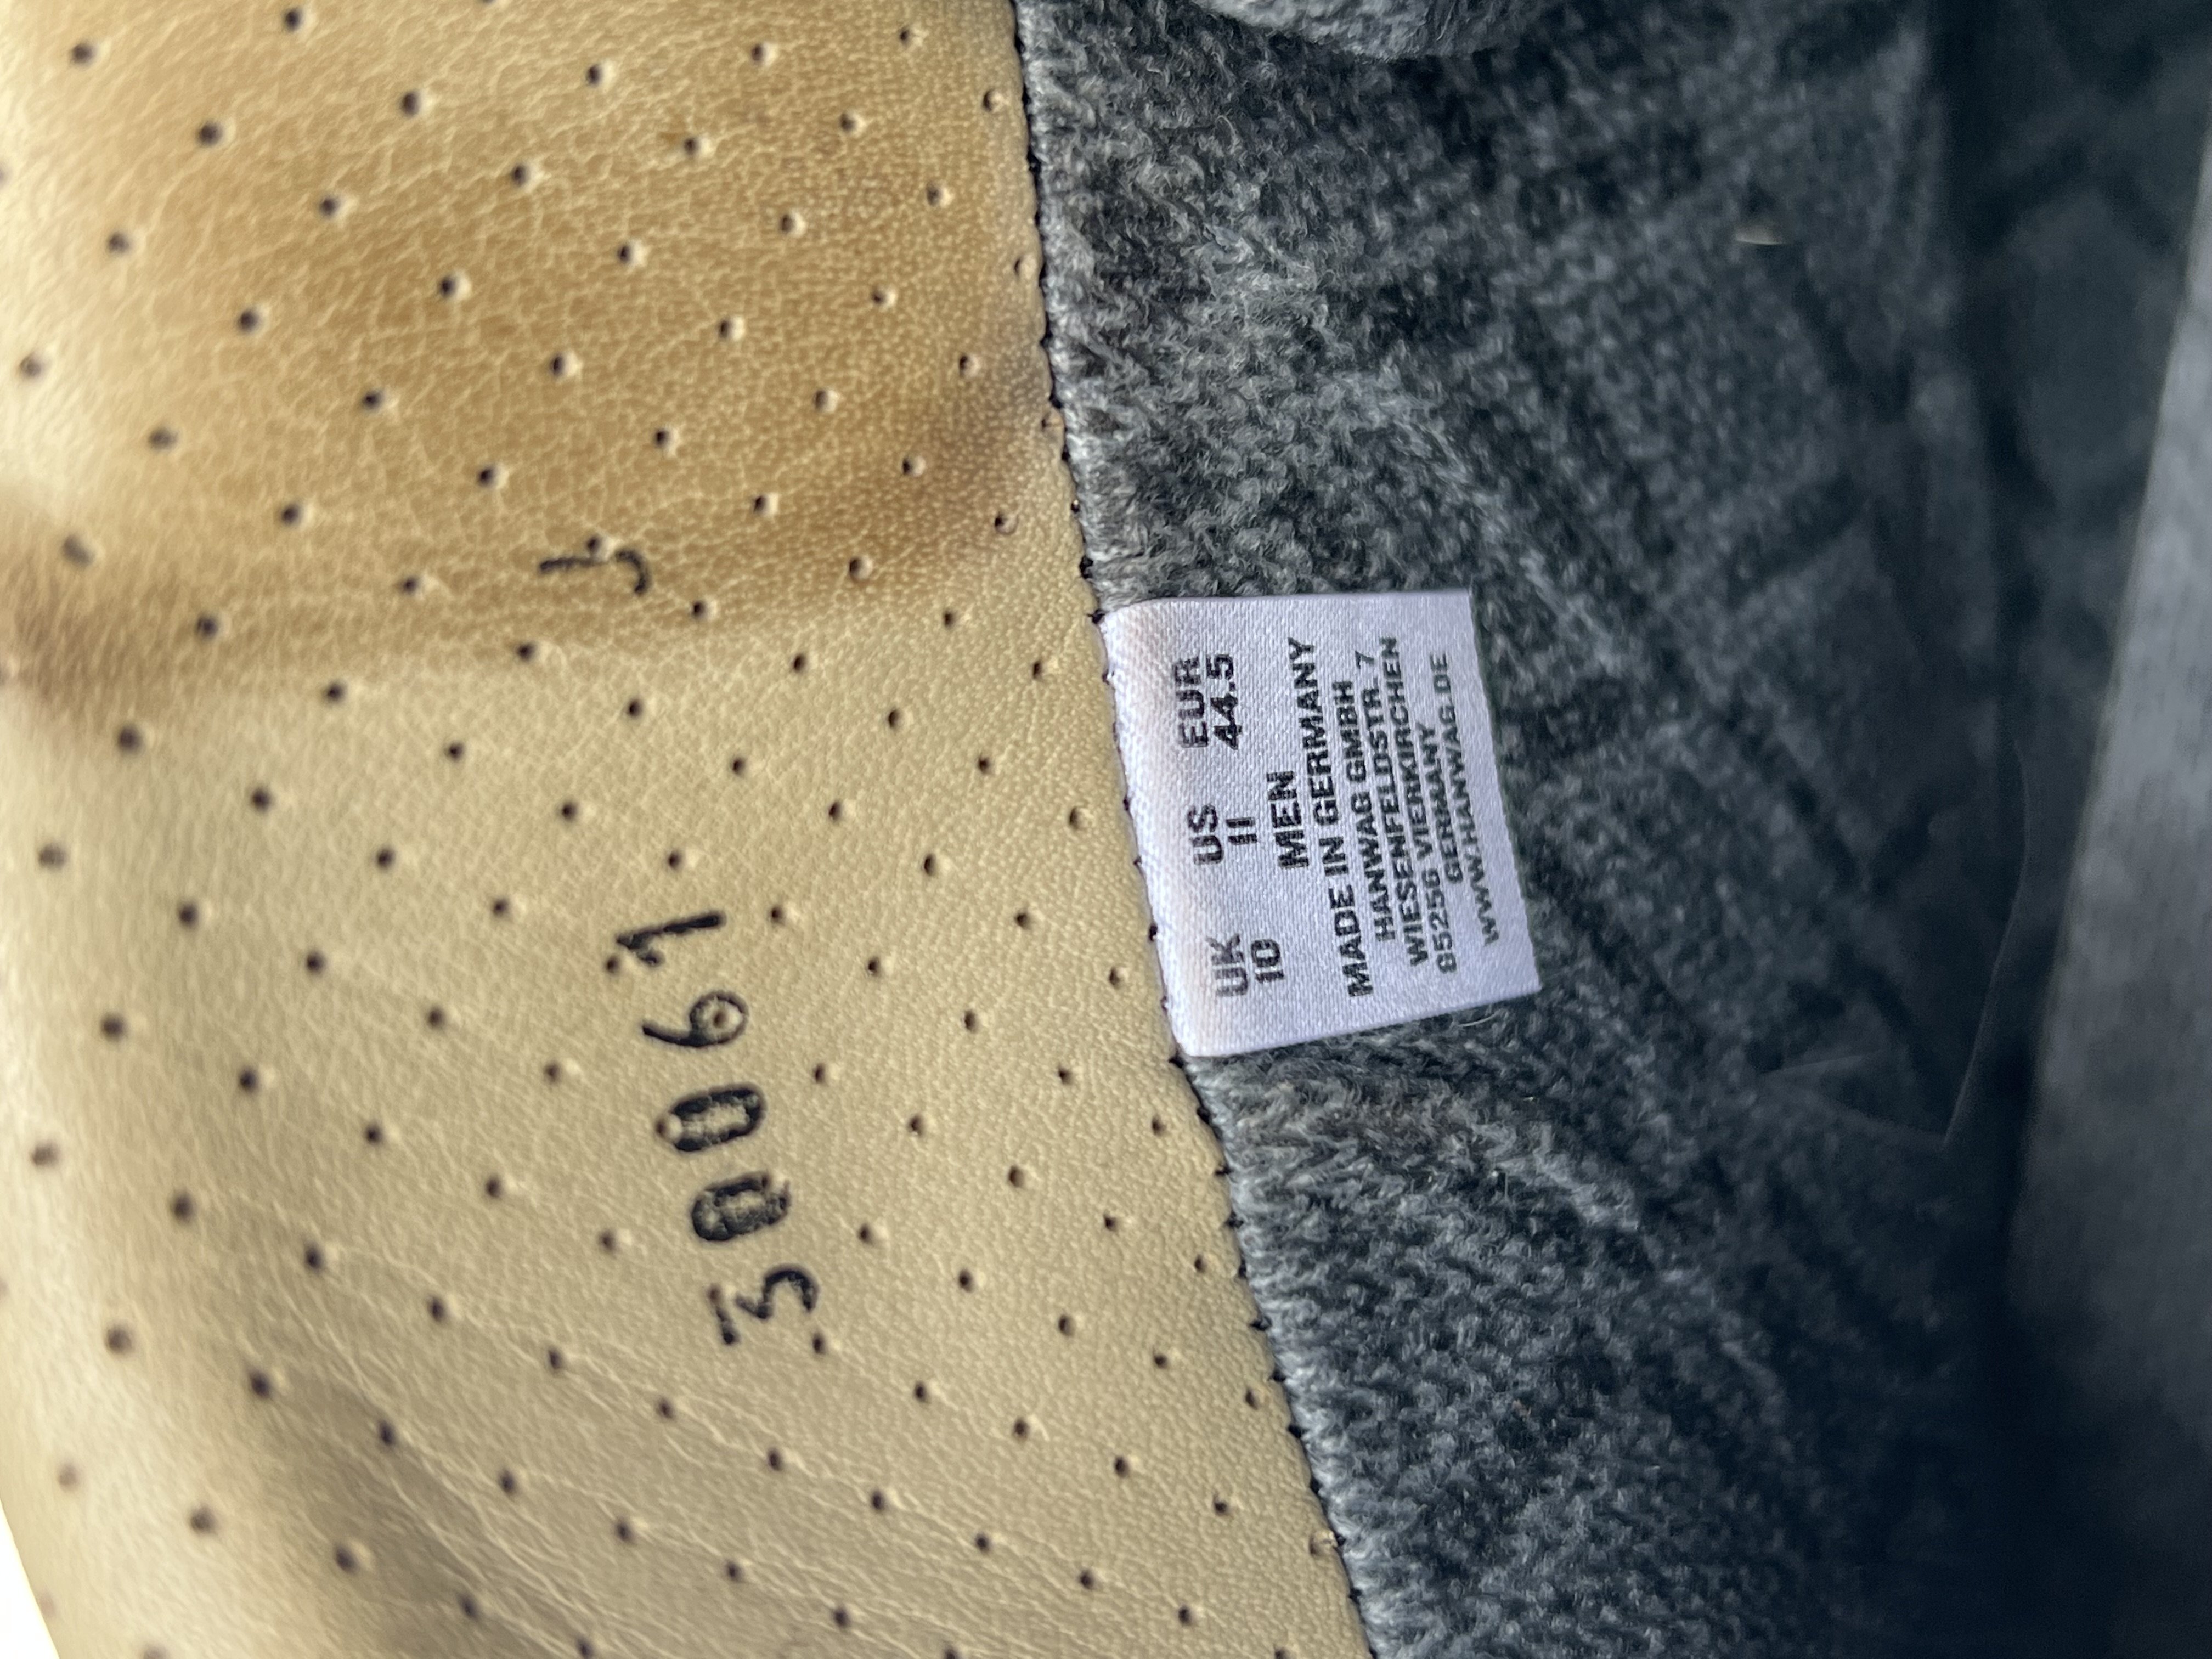 30061
UK US EUR
10 11 44.5
MEN
MADE IN GERMANY
HANWAG GMBH
WIESENFELDSTR. 7
85256 VIERKIRCHEN
GERMANY
WWW.HANWAG.DE